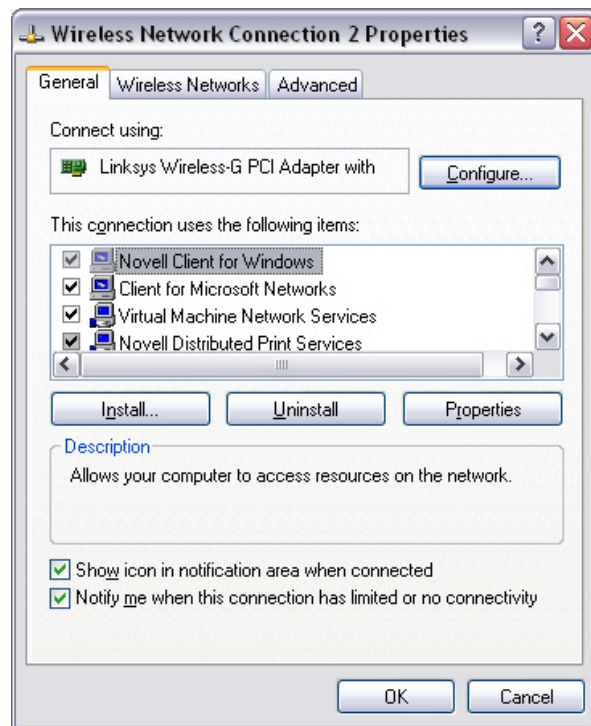 Wireless Network Connection 2 Properties
General Wireless Networks Advanced
Connect using:
Linksys Wireless-G PCI Adapter with
Configure...
This connection uses the following items:
Novell Client for Windows
Client for Microsoft Networks
Virtual Machine Network Services
Novell Distributed Print Services
Install... Uninstall Properties
Description
Allows your computer to access resources on the network.
Show icon in notification area when connected
Notify me when this connection has limited or no connectivity
OK Cancel